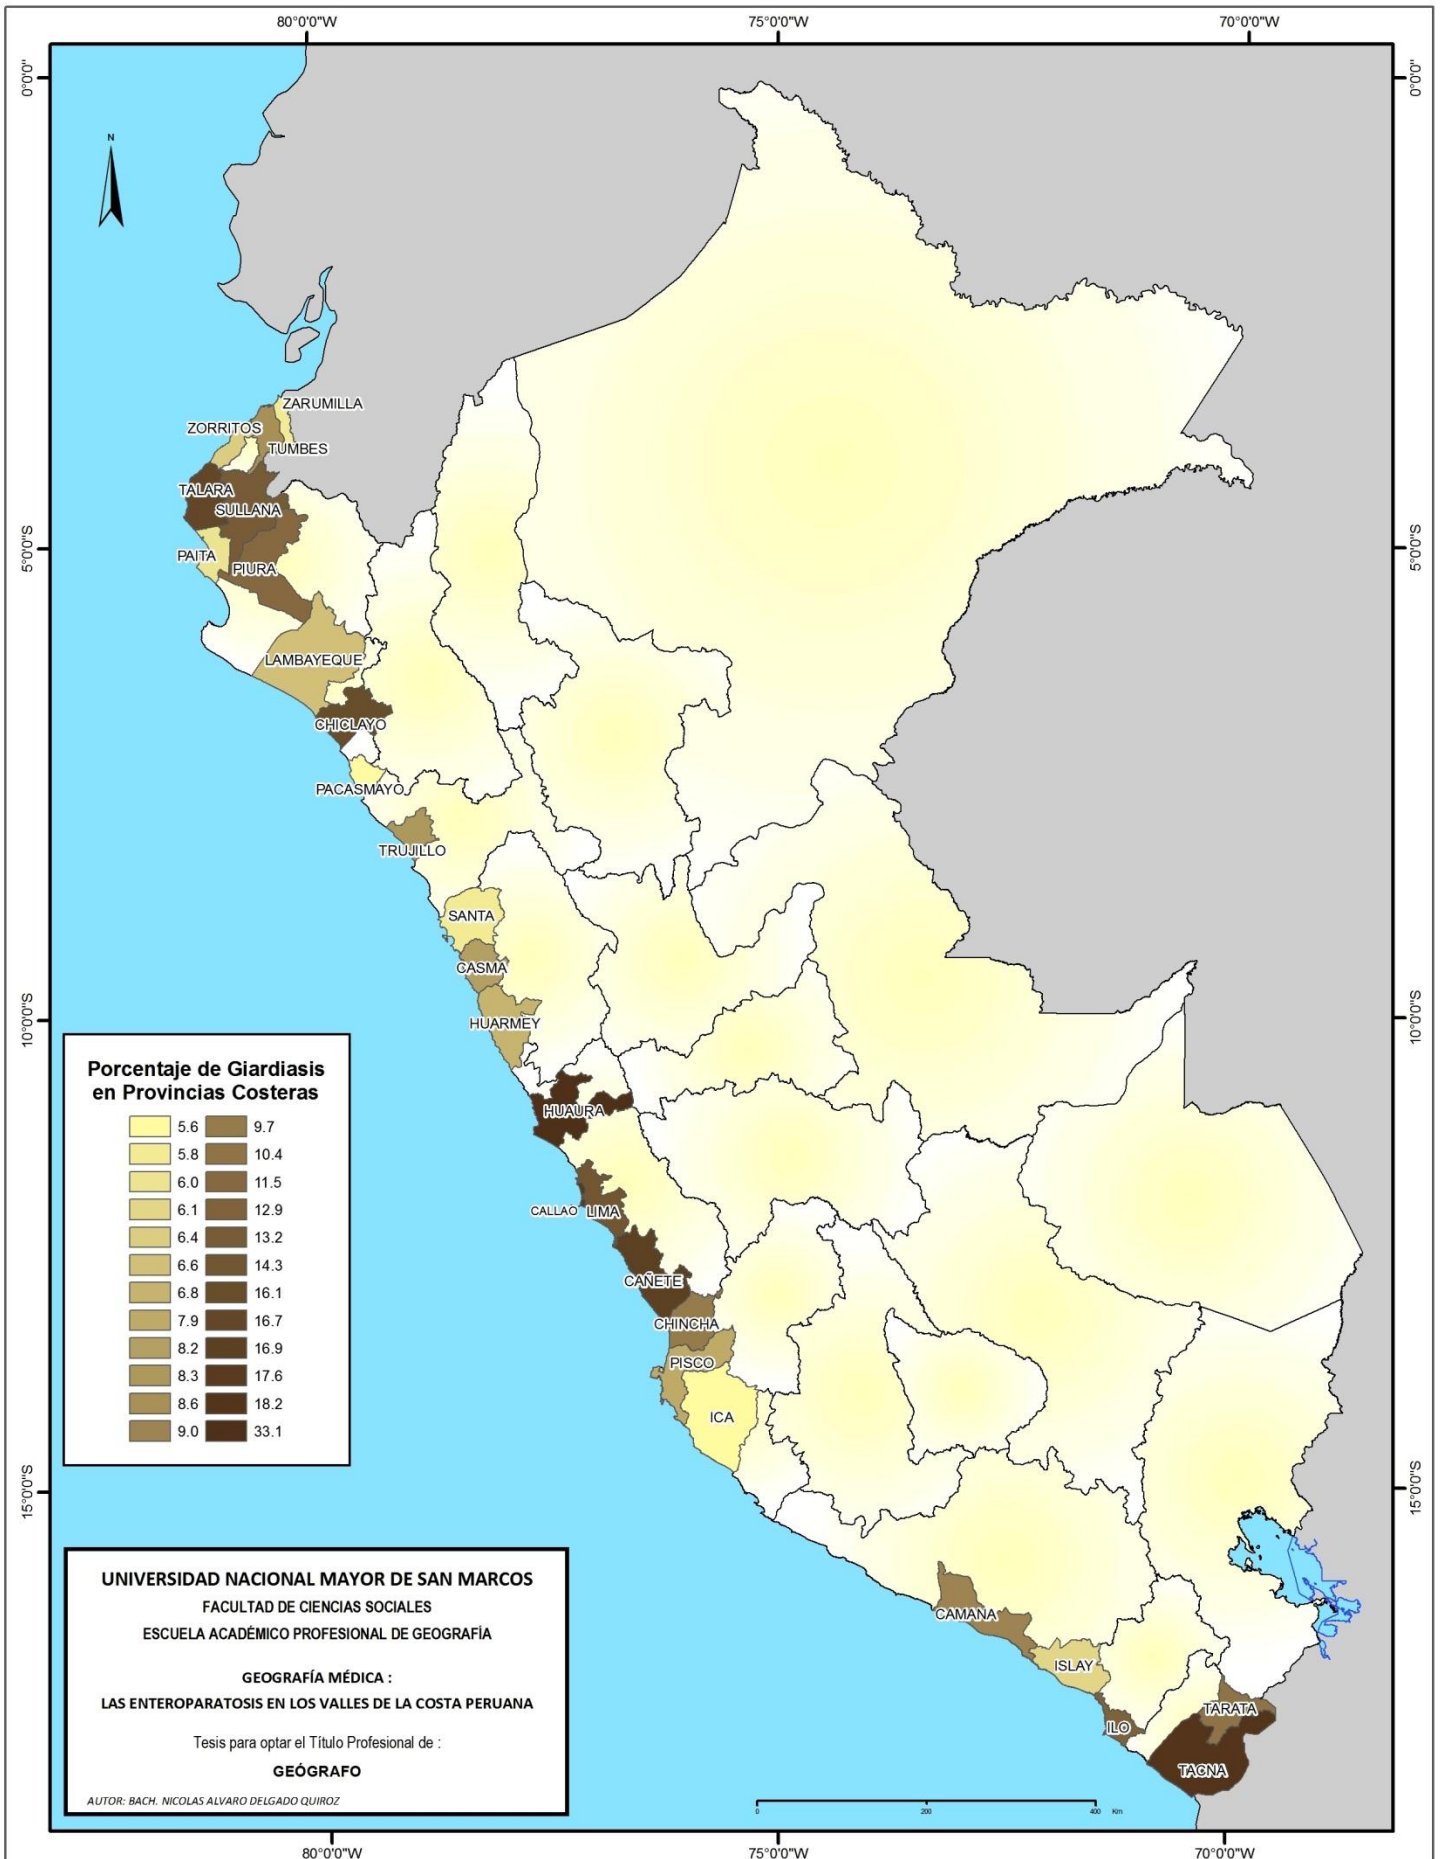 80°0'0"W
75°0'0"W
70°0'0"W
0°0'0"
0°0'0"
N
ZARUMILLA
ZORRITOS
TUMBES
TALARA
SULLANA
5°0'0"S
5°0'0"S
PAITA
PIURA
LAMBAYEQUE
CHICLAYO
PACASMAYO
TRUJILLO
SANTA
CASMA
HUARMEY
10°0'0"S
10°0'0"S
HUAURA
CALLAO
LIMA
CAÑETE
CHINCHA
PISCO
ICA
15°0'0"S
15°0'0"S
CAMANA
ISLAY
ILO
TARATA
TACNA
Porcentaje de Giardiasis
en Provincias Costeras
5.6 9.7
5.8 10.4
6.0 11.5
6.1 12.9
6.4 13.2
6.6 14.3
6.8 16.1
7.9 16.7
8.2 16.9
8.3 17.6
8.6 18.2
9.0 33.1
UNIVERSIDAD NACIONAL MAYOR DE SAN MARCOS
FACULTAD DE CIENCIAS SOCIALES
ESCUELA ACADÉMICO PROFESIONAL DE GEOGRAFÍA
GEOGRAFÍA MÉDICA :
LAS ENTEROPARATOSIS EN LOS VALLES DE LA COSTA PERUANA
Tesis para optar el Título Profesional de :
GEÓGRAFO
AUTOR: BACH. NICOLAS ALVARO DELGADO QUIROZ
0 200 400 Km
80°0'0"W
75°0'0"W
70°0'0"W